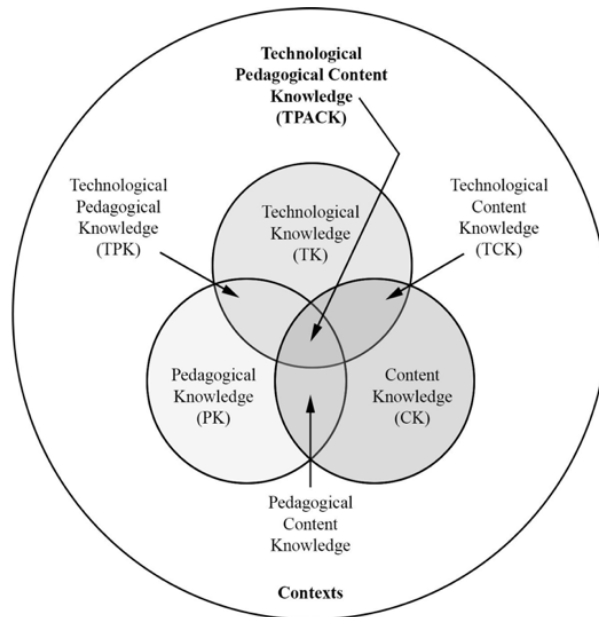 Technological
Pedagogical Content
Knowledge
(TPACK)
Technological
Pedagogical
Knowledge
(TPK)
Technological
Knowledge
(TK)
Technological
Content
Knowledge
(TCK)
Pedagogical
Knowledge
(PK)
Content
Knowledge
(CK)
Pedagogical
Content
Knowledge
Contexts